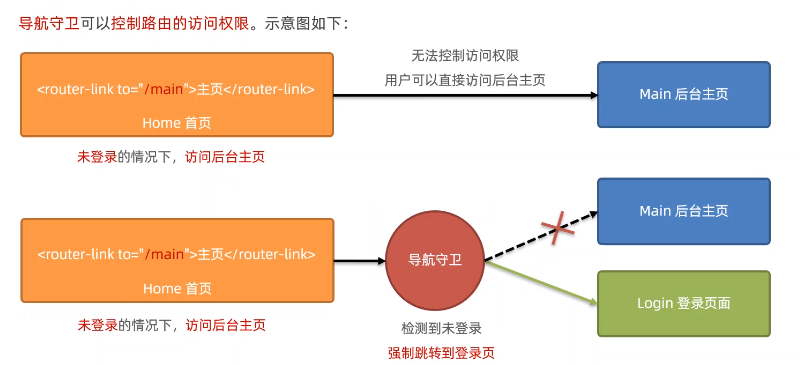 导航守卫可以控制路由的访问权限。示意图如下：
无法控制访问权限
用户可以直接访问后台主页
<router-link to="/main">主页</router-link>
Home 首页
Main 后台主页
未登录的情况下，访问后台主页
Main 后台主页
<router-link to="/main">主页</router-link>
Home 首页
导航守卫
Login 登录页面
未登录的情况下，访问后台主页
检测到未登录
强制跳转到登录页